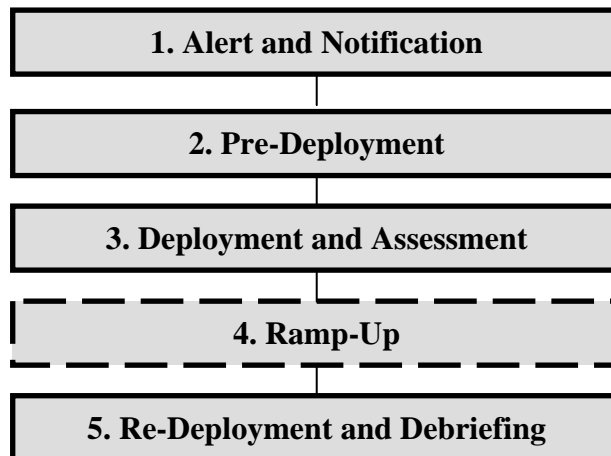 1. Alert and Notification
2. Pre-Deployment
3. Deployment and Assessment
4. Ramp-Up
5. Re-Deployment and Debriefing